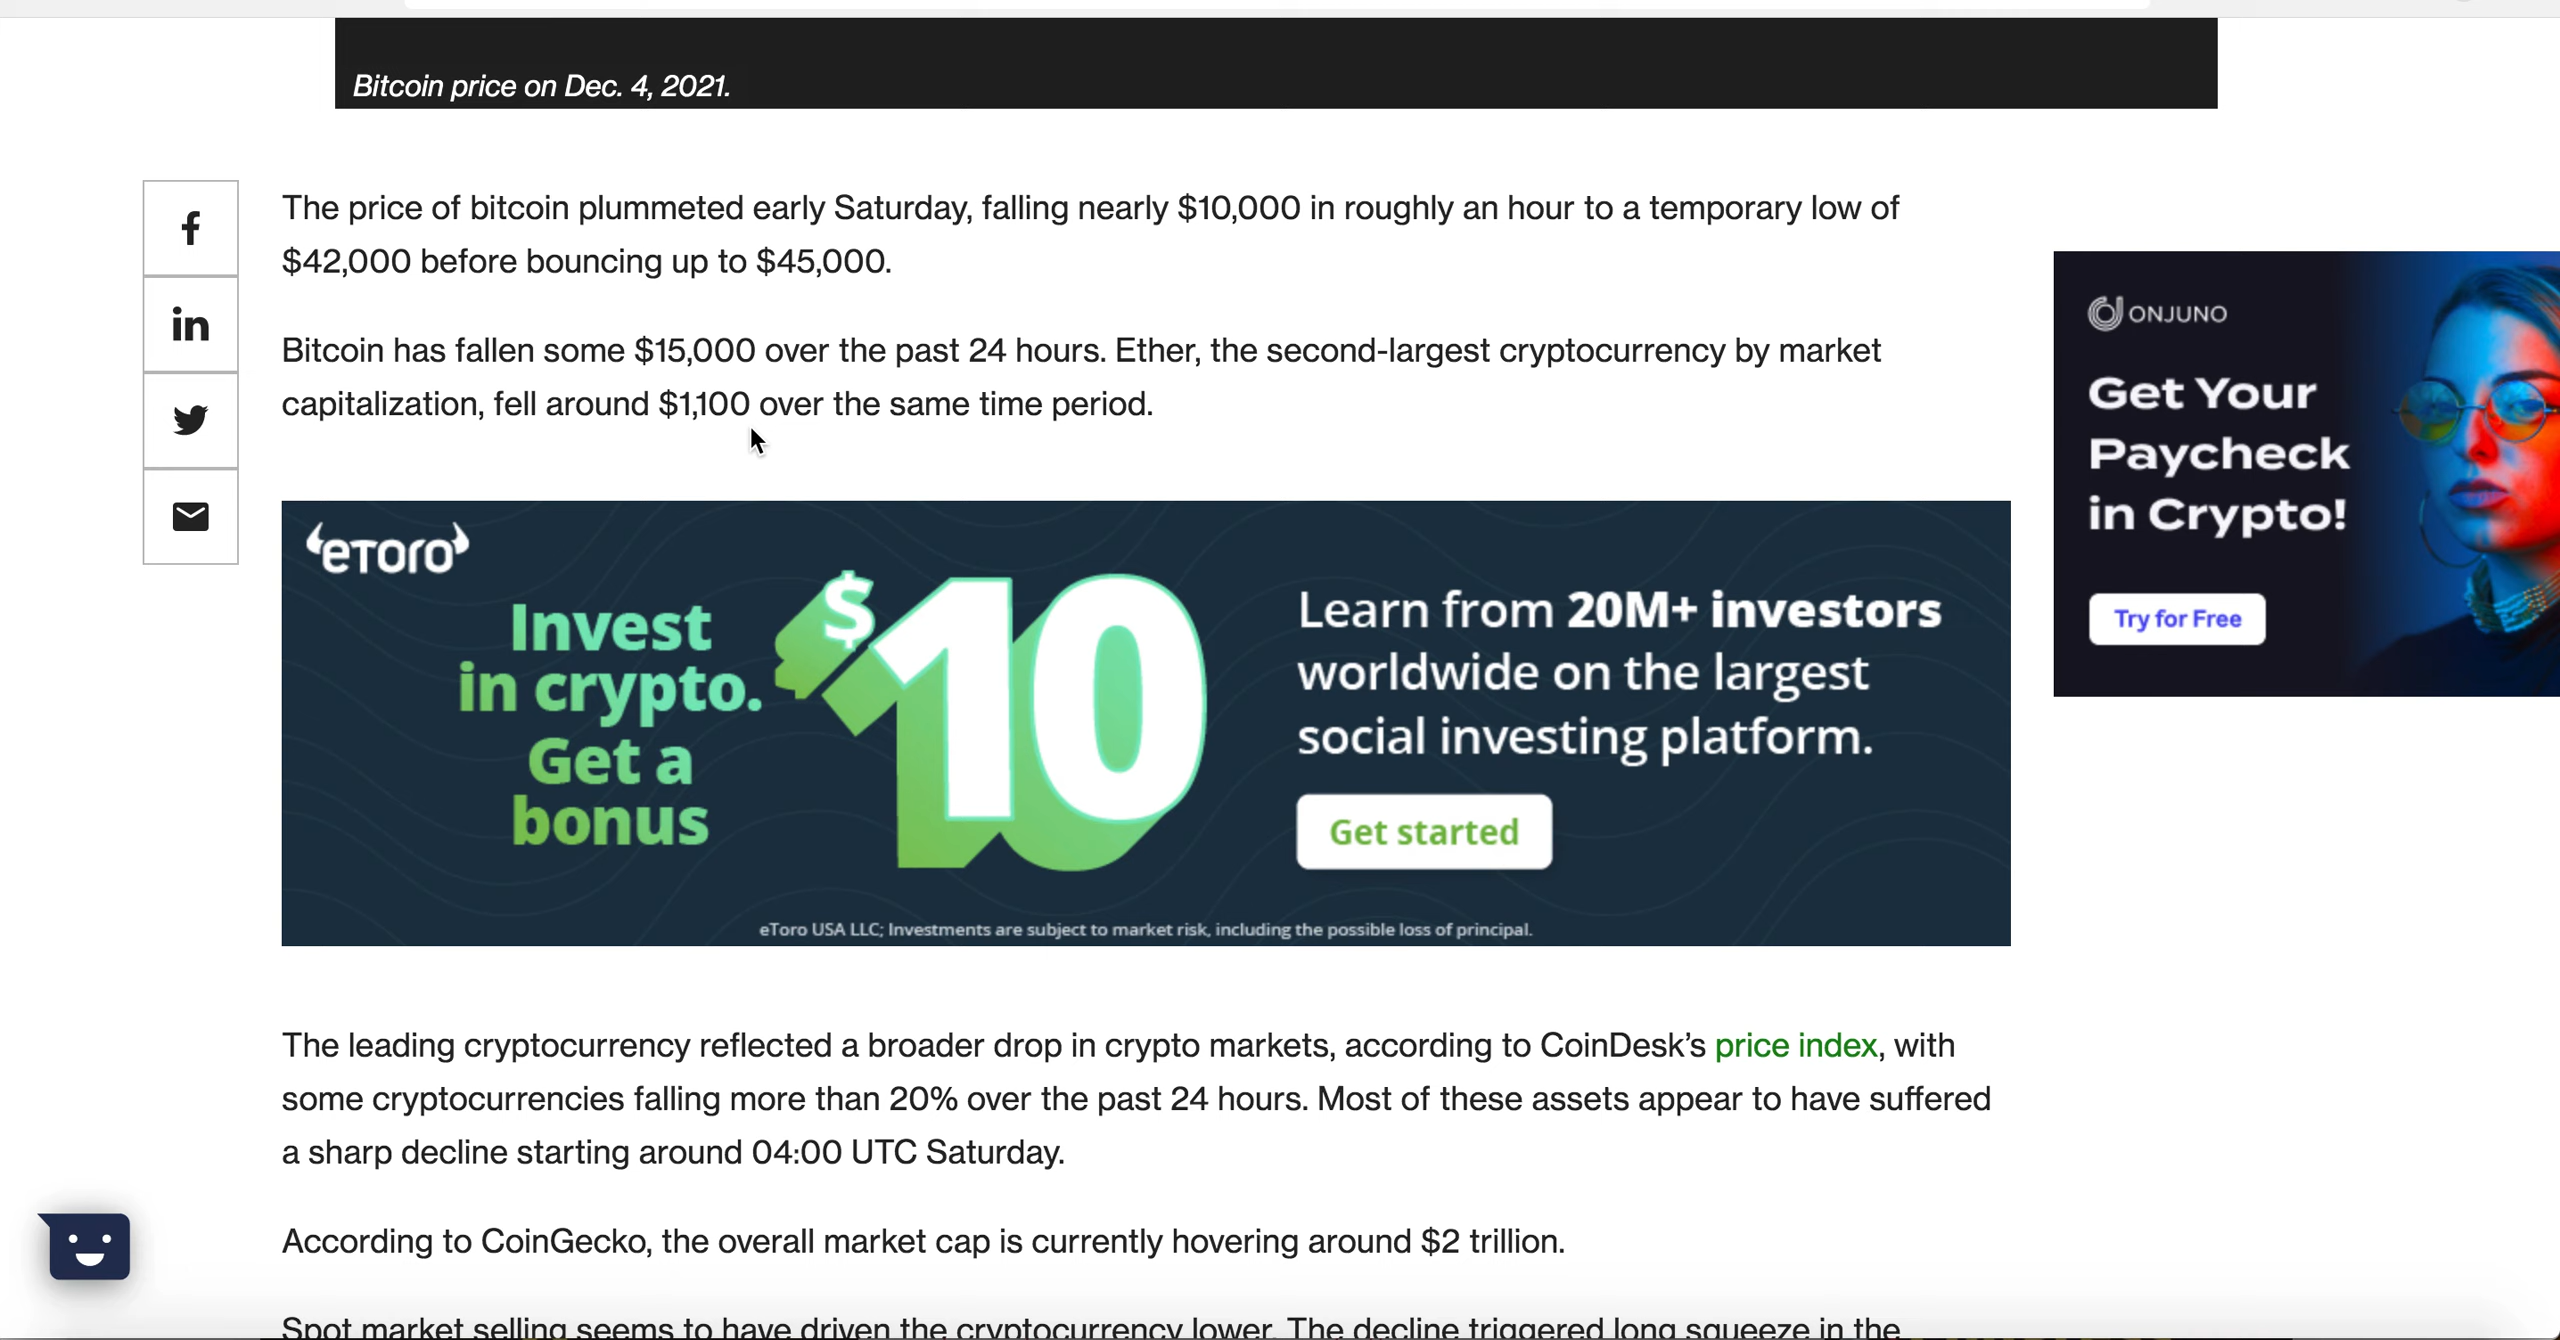 Bitcoin price on Dec. 4, 2021.
The price of bitcoin plummeted early Saturday, falling nearly $10,000 in roughly an hour to a temporary low of
$42,000 before bouncing up to $45,000.
Bitcoin has fallen some $15,000 over the past 24 hours. Ether, the second-largest cryptocurrency by market
capitalization, fell around $1,100 over the same time period.
ONJUNO
Get Your
Paycheck
in Crypto!
Try for Free
eToro
Invest
in crypto.
Get a
bonus
$10
Learn from 20M+ investors
worldwide on the largest
social investing platform.
Get started
eToro USA LLC; Investments are subject to market risk, including the possible loss of principal.
The leading cryptocurrency reflected a broader drop in crypto markets, according to CoinDesk’s price index, with
some cryptocurrencies falling more than 20% over the past 24 hours. Most of these assets appear to have suffered
a sharp decline starting around 04:00 UTC Saturday.
According to CoinGecko, the overall market cap is currently hovering around $2 trillion.
Spot market selling seems to have driven the cryptocurrency lower. The decline triggered long squeeze in the